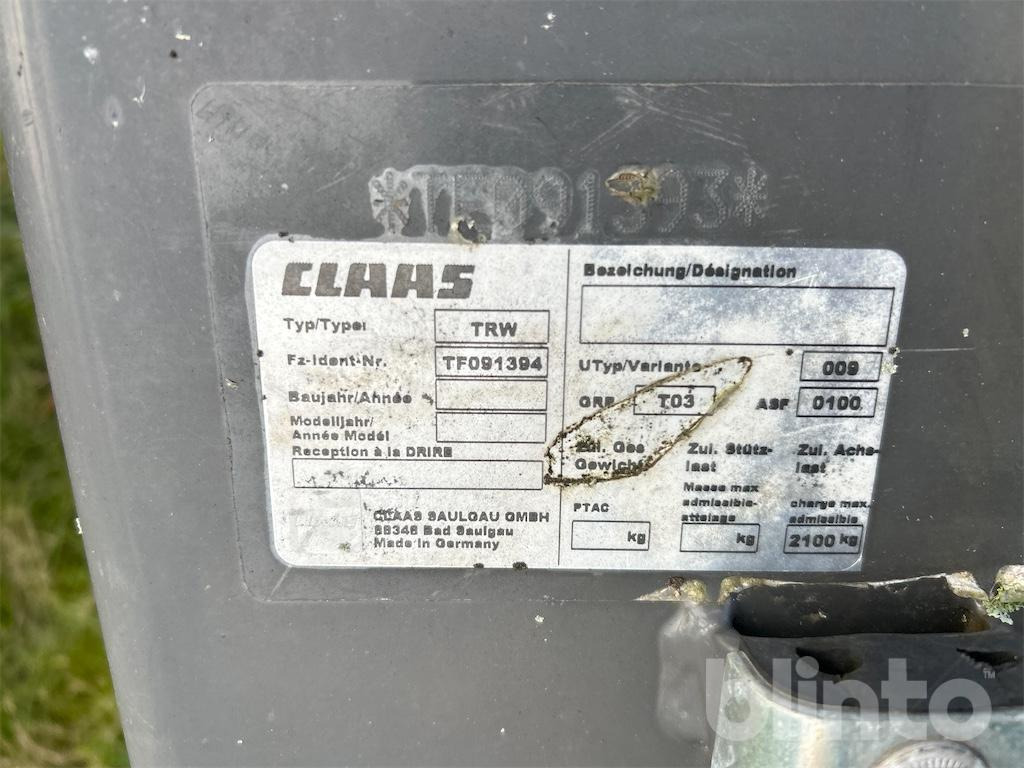 *TF091393*
CLAAS
Typ/Type: TRW
Fz-Ident-Nr. TF091394
Baujahr/Année
Modelljahr/
Année Modél
Reception à la DRIRE
CLAAS SAULGAU GMBH
88348 Bad Saulgau
Made in Germany
Bezeichung/Désignation
UTyp/Variante 009
GRP T03 ASF 0100
Zul. Ges Zul. Stütz- Zul. Achs-
Gewicht last last
Masse max
admissible- charge max.
PTAC attelage admissible
kg kg 2100 kg
blinto™